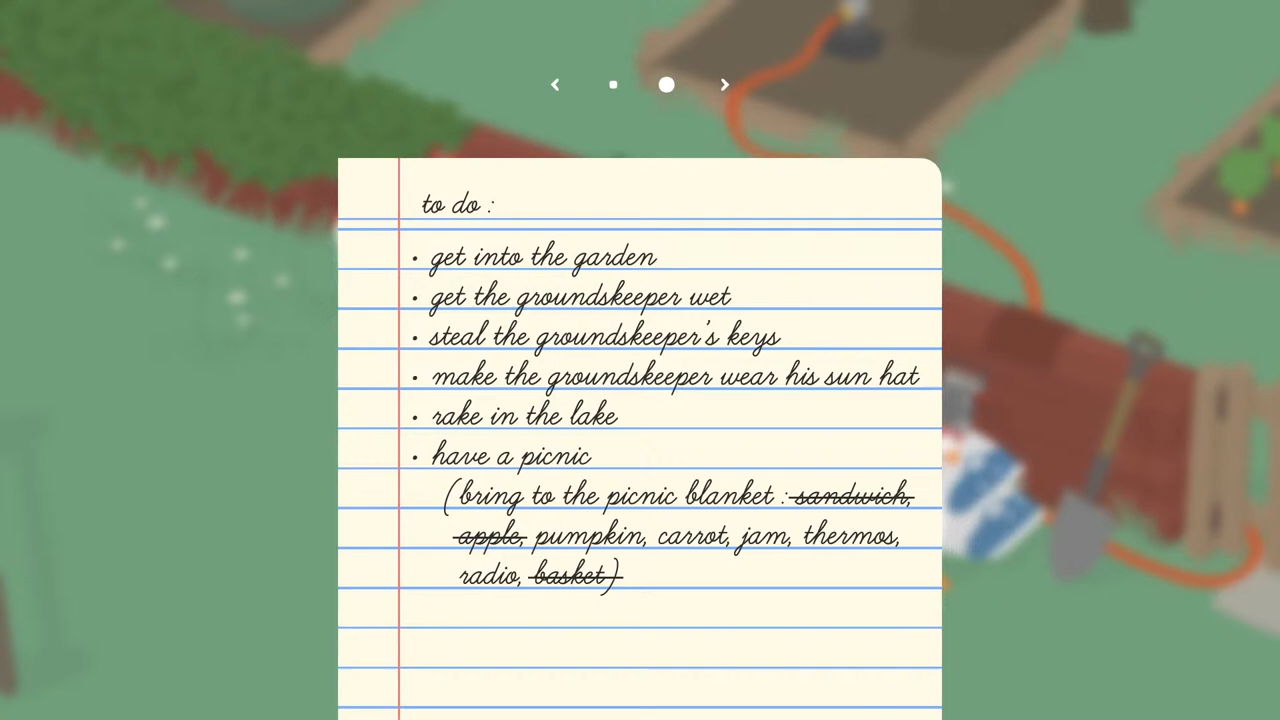 to do :
• get into the garden
• get the groundskeeper wet
• steal the groundskeeper's keys
• make the groundskeeper wear his sun hat
• rake in the lake
• have a picnic
(bring to the picnic blanket : sandwich,
apple, pumpkin, carrot, jam, thermos,
radio, basket)